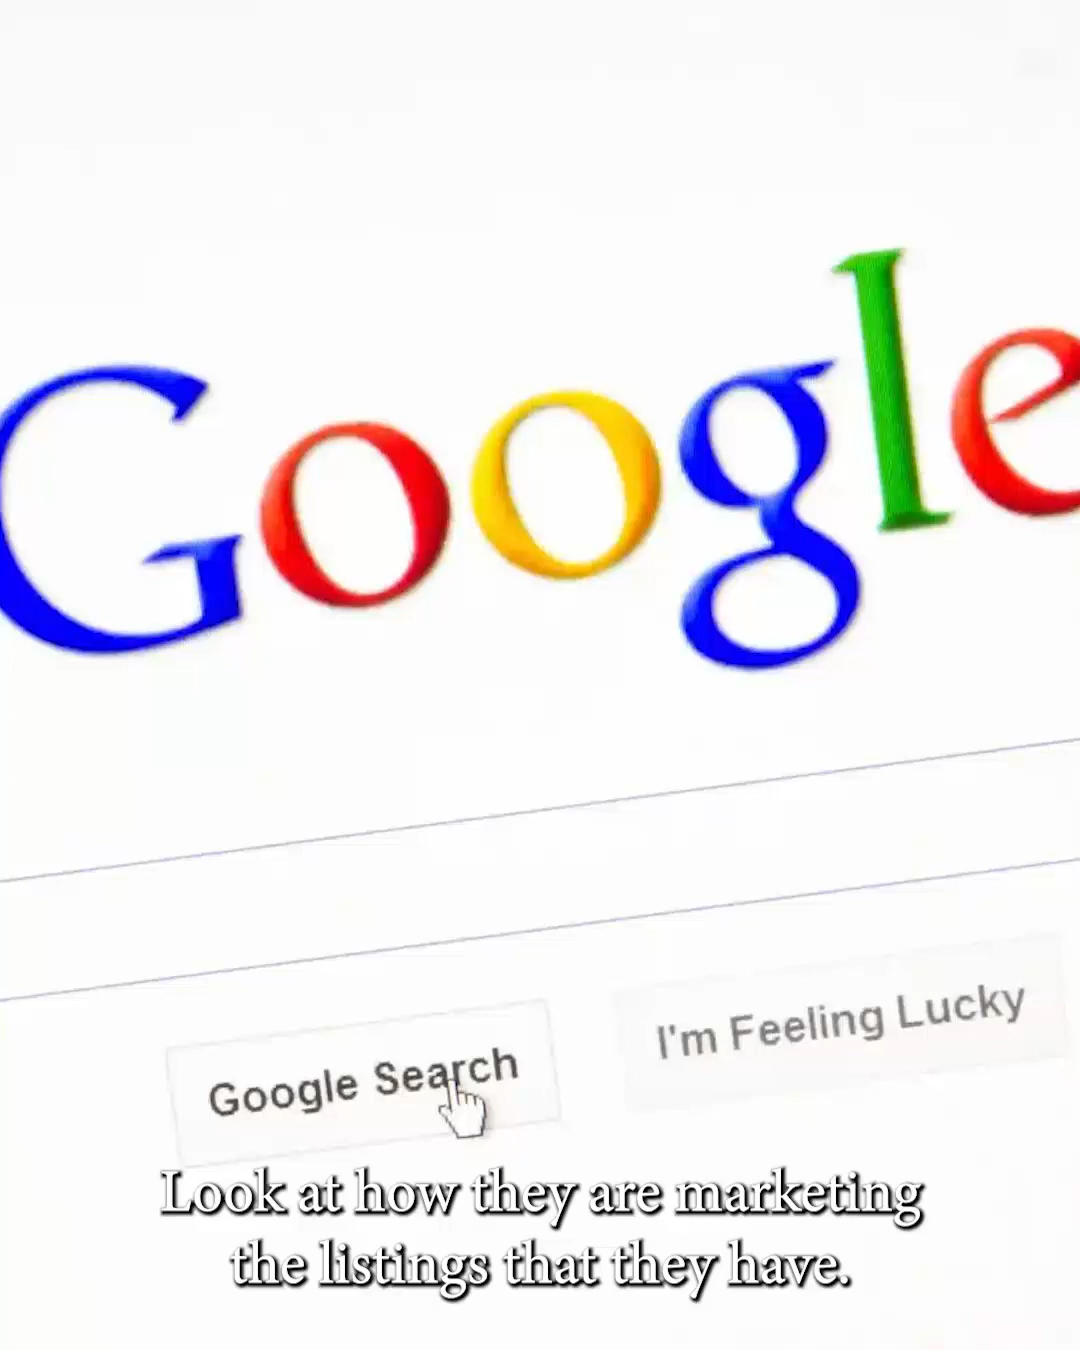 Google
Google Search
I'm Feeling Lucky
Look at how they are marketing
the listings that they have.